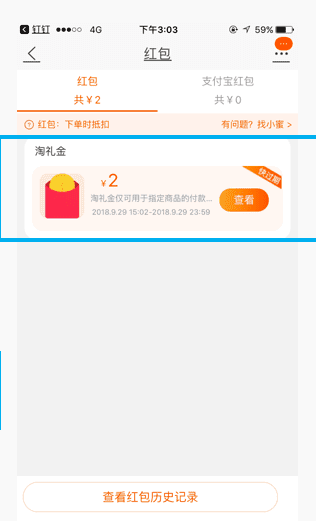 钉钉 4G 下午3:03 59%
红包
红包 支付宝红包
共¥2 共¥0
红包：下单时抵扣 有问题？找小蜜 >
淘礼金
快过期
¥2
淘礼金仅可用于指定商品的付款...
查看
2018.9.29 15:02-2018.9.29 23:59
查看红包历史记录